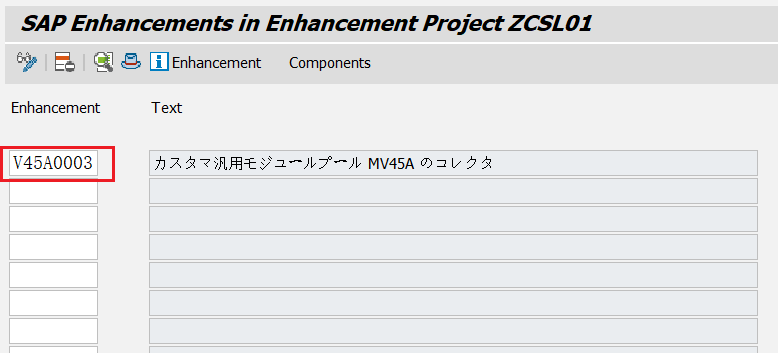 SAP Enhancements in Enhancement Project ZCSL01
Enhancement Components
Enhancement Text
V45A0003 カスタマ汎用モジュールプール MV45A のコレクタ